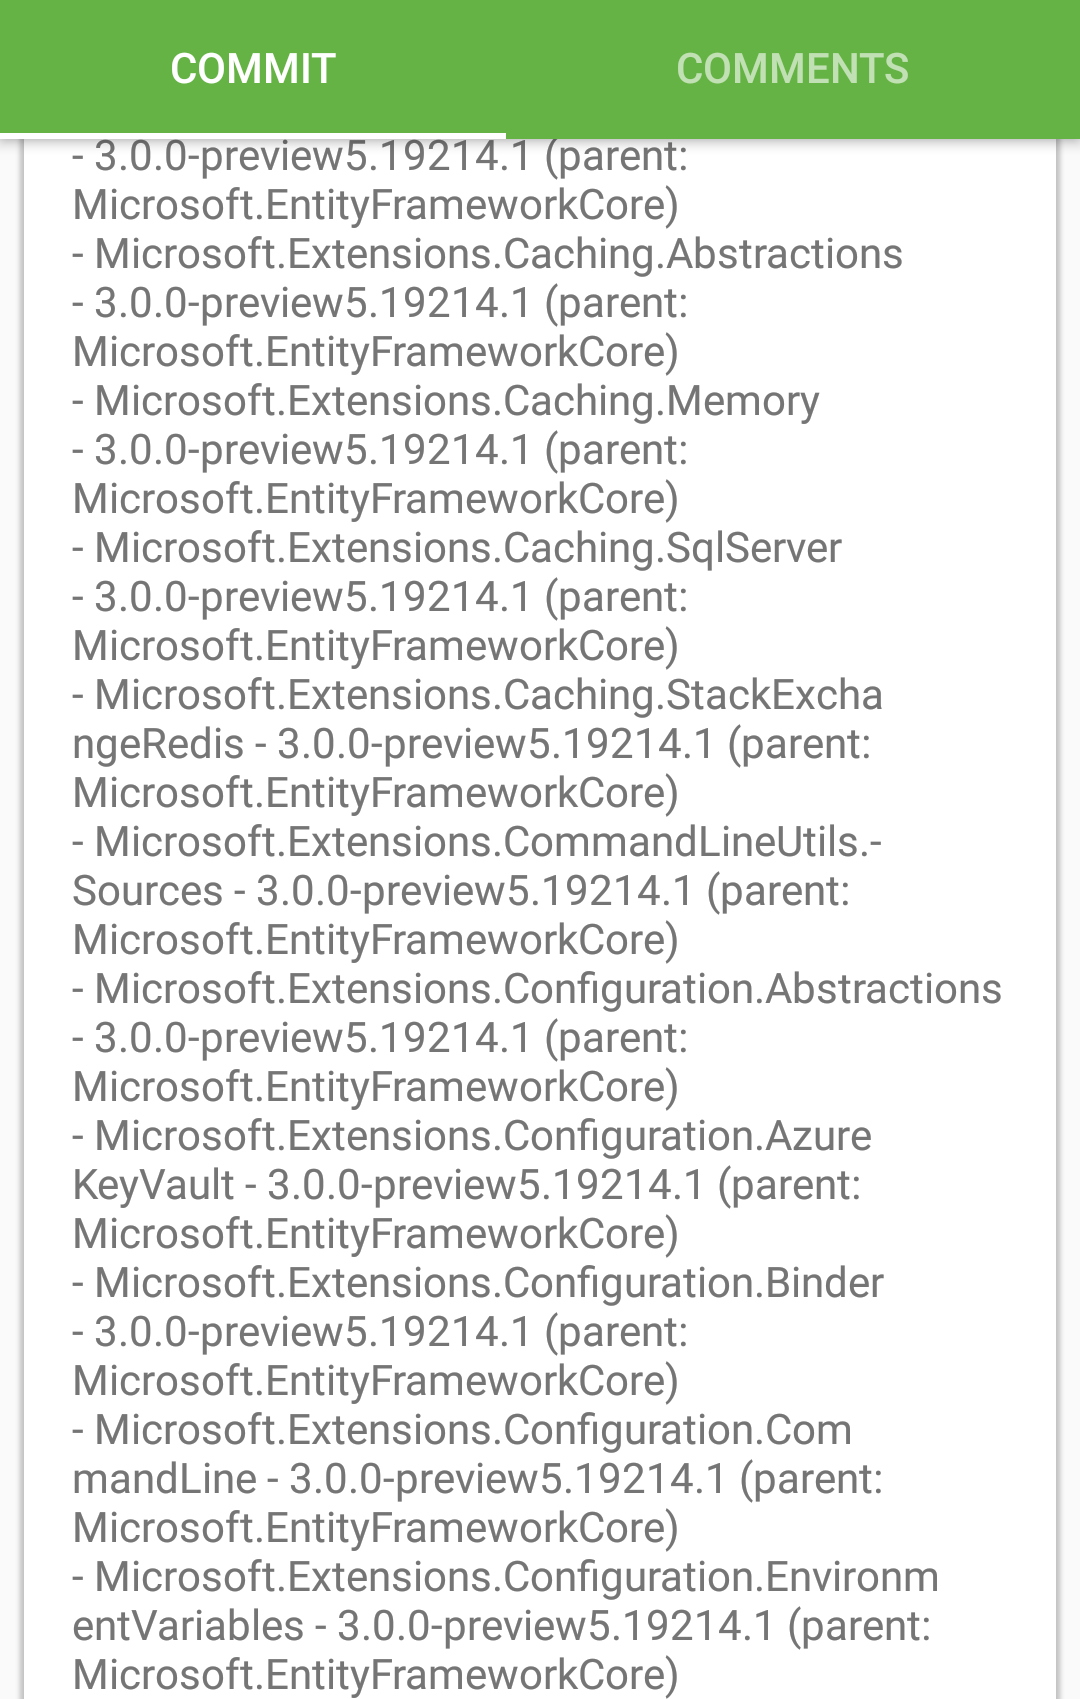 COMMIT
COMMENTS
- 3.0.0-preview5.19214.1 (parent:
Microsoft.EntityFrameworkCore)
- Microsoft.Extensions.Caching.Abstractions
- 3.0.0-preview5.19214.1 (parent:
Microsoft.EntityFrameworkCore)
- Microsoft.Extensions.Caching.Memory
- 3.0.0-preview5.19214.1 (parent:
Microsoft.EntityFrameworkCore)
- Microsoft.Extensions.Caching.SqlServer
- 3.0.0-preview5.19214.1 (parent:
Microsoft.EntityFrameworkCore)
- Microsoft.Extensions.Caching.StackExcha
ngeRedis - 3.0.0-preview5.19214.1 (parent:
Microsoft.EntityFrameworkCore)
- Microsoft.Extensions.CommandLineUtils.-
Sources - 3.0.0-preview5.19214.1 (parent:
Microsoft.EntityFrameworkCore)
- Microsoft.Extensions.Configuration.Abstractions
- 3.0.0-preview5.19214.1 (parent:
Microsoft.EntityFrameworkCore)
- Microsoft.Extensions.Configuration.Azure
KeyVault - 3.0.0-preview5.19214.1 (parent:
Microsoft.EntityFrameworkCore)
- Microsoft.Extensions.Configuration.Binder
- 3.0.0-preview5.19214.1 (parent:
Microsoft.EntityFrameworkCore)
- Microsoft.Extensions.Configuration.Com
mandLine - 3.0.0-preview5.19214.1 (parent:
Microsoft.EntityFrameworkCore)
- Microsoft.Extensions.Configuration.Environm
entVariables - 3.0.0-preview5.19214.1 (parent:
Microsoft.EntityFrameworkCore)